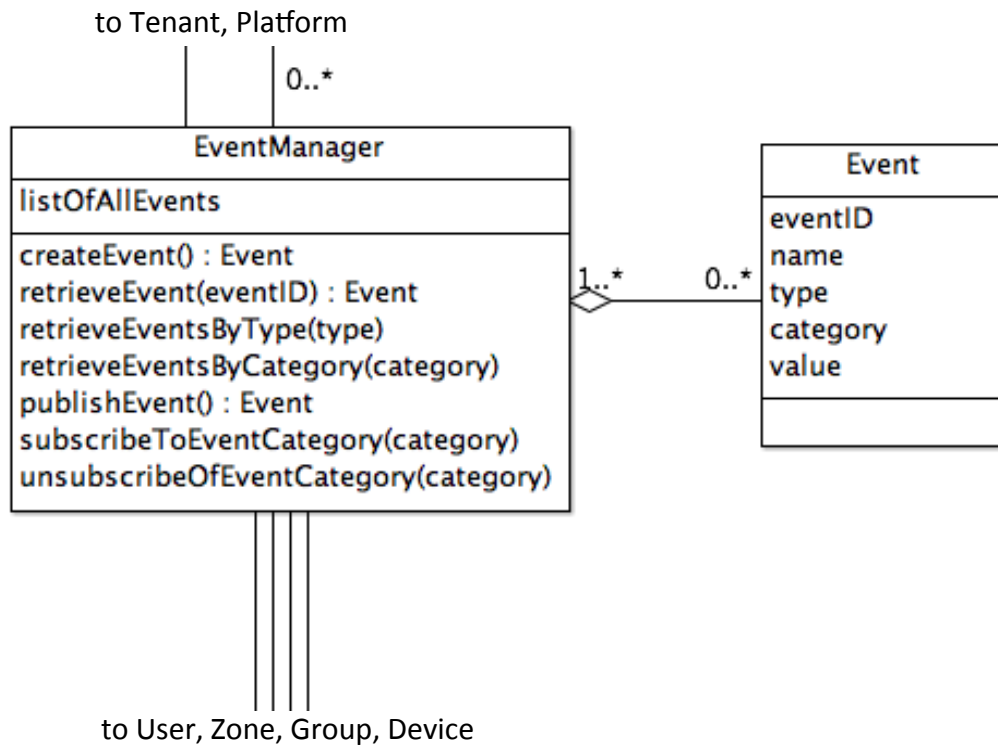 to Tenant, Platform
0..*
EventManager
listOfAllEvents
createEvent() : Event
retrieveEvent(eventID) : Event
retrieveEventsByType(type)
retrieveEventsByCategory(category)
publishEvent() : Event
subscribeToEventCategory(category)
unsubscribeOfEventCategory(category)
1..*
0..*
Event
eventID
name
type
category
value
to User, Zone, Group, Device